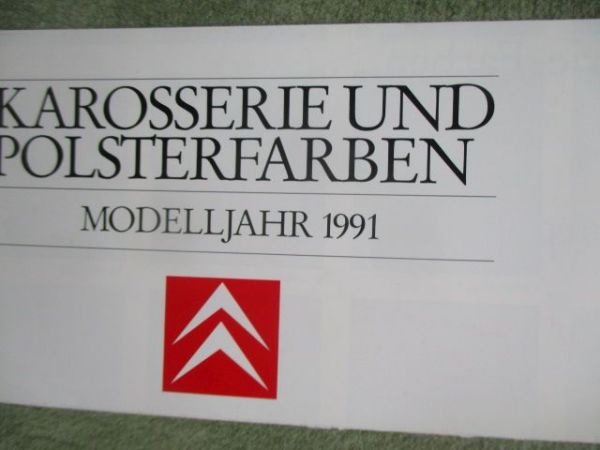 KAROSSERIE UND
POLSTERFARBEN
MODELLJAHR 1991